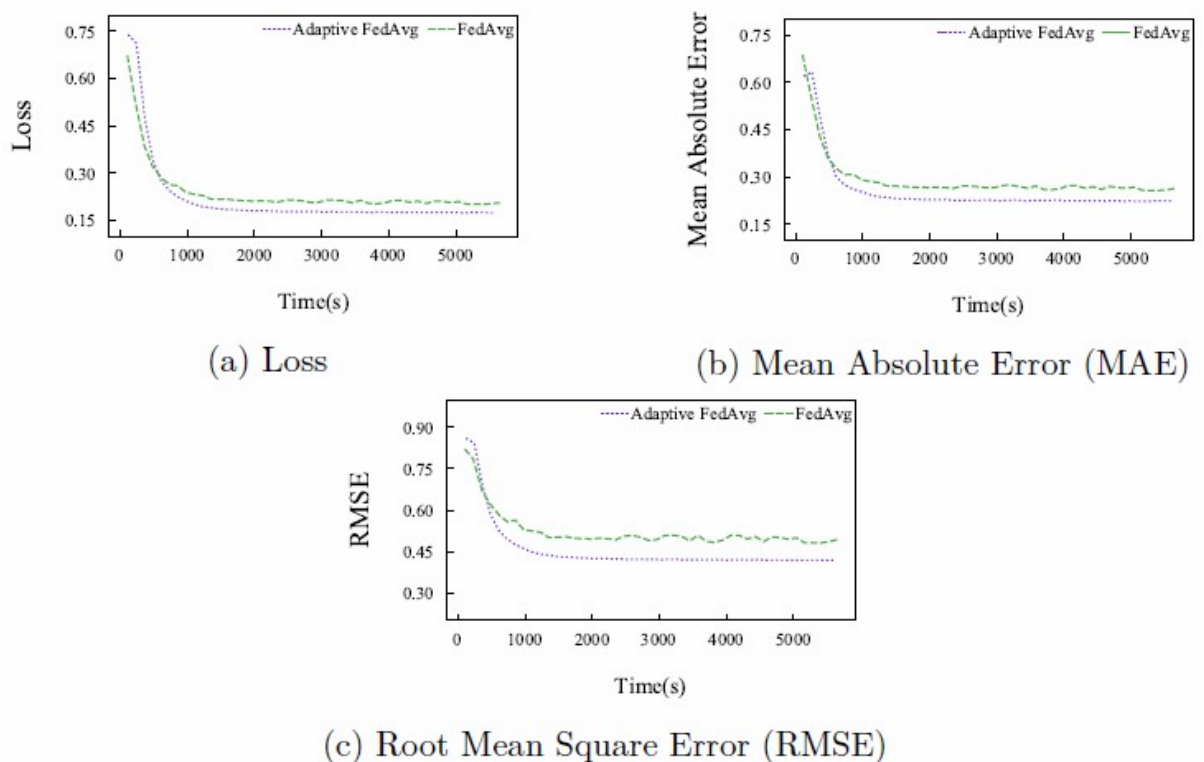 Adaptive FedAvg FedAvg
0.75
0.60
0.45
0.30
0.15
Loss
0 1000 2000 3000 4000 5000
Time(s)
(a) Loss
Adaptive FedAvg FedAvg
0.75
0.60
0.45
0.30
0.15
Mean Absolute Error
0 1000 2000 3000 4000 5000
Time(s)
(b) Mean Absolute Error (MAE)
Adaptive FedAvg FedAvg
0.90
0.75
0.60
0.45
0.30
RMSE
0 1000 2000 3000 4000 5000
Time(s)
(c) Root Mean Square Error (RMSE)